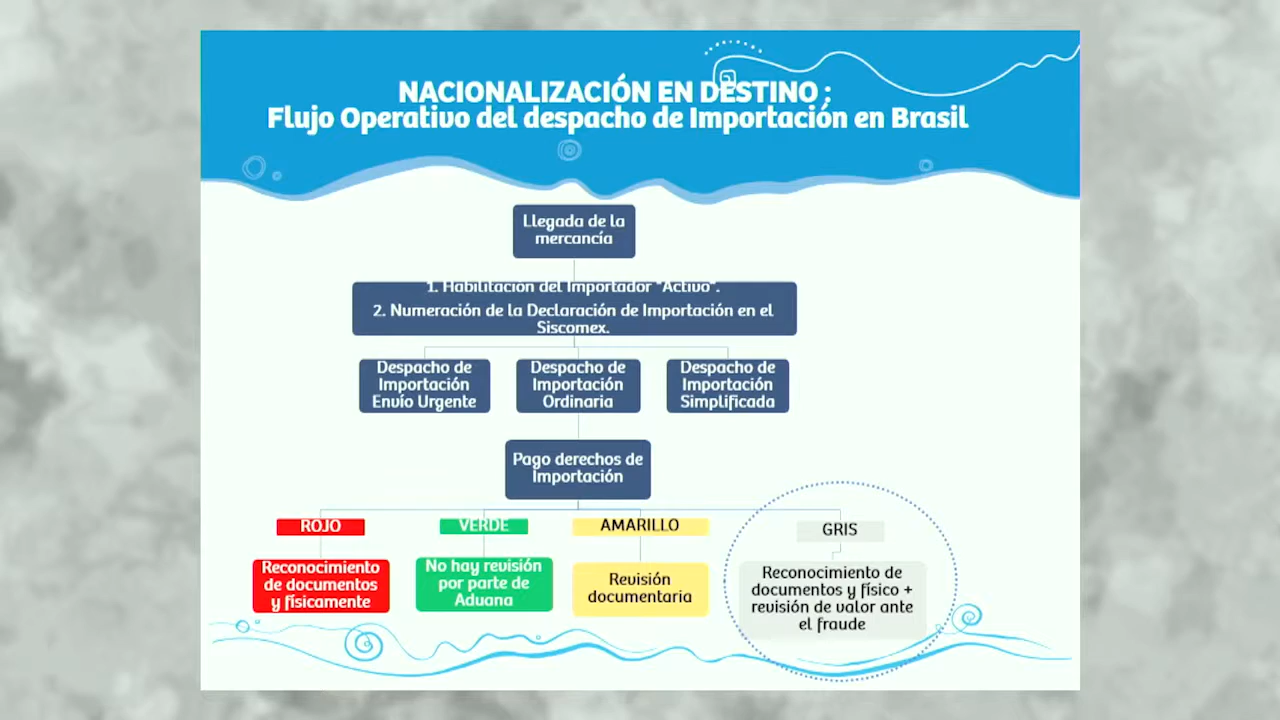 NACIONALIZACIÓN EN DESTINO :
Flujo Operativo del despacho de Importación en Brasil
Llegada de la
mercancía
1. Habilitación del Importador "Activo".
2. Numeración de la Declaración de Importación en el
Siscomex.
Despacho de
Importación
Envío Urgente
Despacho de
Importación
Ordinaria
Despacho de
Importación
Simplificada
Pago derechos de
Importación
ROJO
VERDE
AMARILLO
GRIS
Reconocimiento
de documentos
y físicamente
No hay revisión
por parte de
Aduana
Revisión
documentaria
Reconocimiento de
documentos y físico +
revisión de valor ante
el fraude